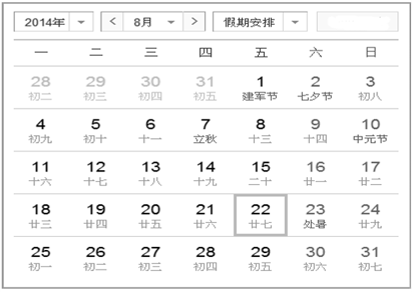 2014年 < 8月 > 假期安排
一 二 三 四 五 六 日
28 29 30 31 1 2 3
初二 初三 初四 初五 建军节 七夕节 初八
4 5 6 7 8 9 10
初九 初十 十一 立秋 十三 十四 中元节
11 12 13 14 15 16 17
十六 十七 十八 十九 二十 廿一 廿二
18 19 20 21 22 23 24
廿三 廿四 廿五 廿六 廿七 处暑 廿九
25 26 27 28 29 30 31
初一 初二 初三 初四 初五 初六 初七